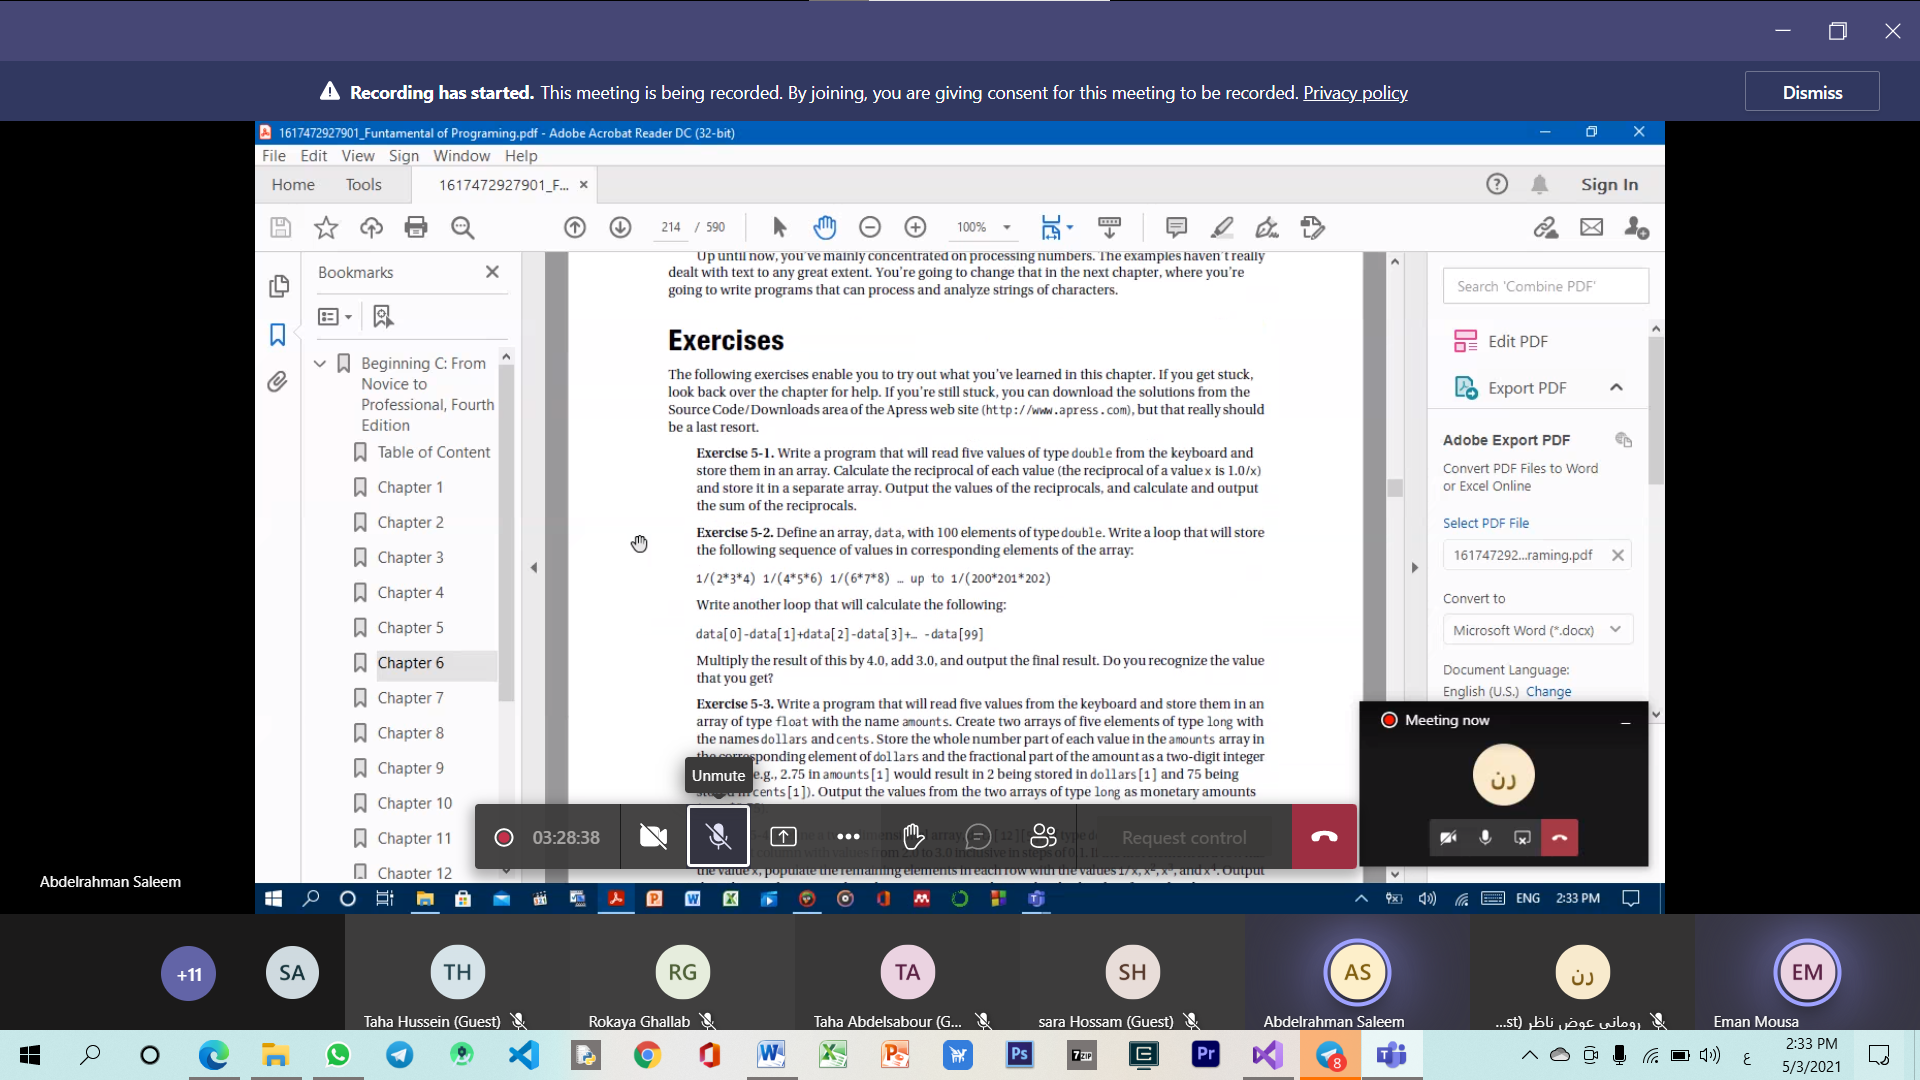 Recording has started. This meeting is being recorded. By joining, you are giving consent for this meeting to be recorded. Privacy policy
Dismiss
1617472927901_Funtamental of Programing.pdf - Adobe Acrobat Reader DC (32-bit)
File Edit View Sign Window Help
Home Tools 1617472927901_F... × Sign In
214 / 590 100%
Bookmarks
Beginning C: From
Novice to
Professional, Fourth
Edition
Table of Content
Chapter 1
Chapter 2
Chapter 3
Chapter 4
Chapter 5
Chapter 6
Chapter 7
Chapter 8
Chapter 9
Chapter 10
Chapter 11
Chapter 12
Up until now, you've mainly concentrated on processing numbers. The examples haven't really
dealt with text to any great extent. You're going to change that in the next chapter, where you're
going to write programs that can process and analyze strings of characters.
Exercises
The following exercises enable you to try out what you've learned in this chapter. If you get stuck,
look back over the chapter for help. If you're still stuck, you can download the solutions from the
Source Code/Downloads area of the Apress web site (http://www.apress.com), but that really should
be a last resort.
Exercise 5-1. Write a program that will read five values of type double from the keyboard and
store them in an array. Calculate the reciprocal of each value (the reciprocal of a value x is 1.0/x)
and store it in a separate array. Output the values of the reciprocals, and calculate and output
the sum of the reciprocals.
Exercise 5-2. Define an array, data, with 100 elements of type double. Write a loop that will store
the following sequence of values in corresponding elements of the array:
1/(2*3*4) 1/(4*5*6) 1/(6*7*8) … up to 1/(200*201*202)
Write another loop that will calculate the following:
data[0]-data[1]+data[2]-data[3]+… -data[99]
Multiply the result of this by 4.0, add 3.0, and output the final result. Do you recognize the value
that you get?
Exercise 5-3. Write a program that will read five values from the keyboard and store them in an
array of type float with the name amounts. Create two arrays of five elements of type long with
the names dollars and cents. Store the whole number part of each value in the amounts array in
the corresponding element of dollars and the fractional part of the amount as a two-digit integer
e.g., 2.75 in amounts[1] would result in 2 being stored in dollars[1] and 75 being
in cents[1]). Output the values from the two arrays of type long as monetary amounts
the value x, populate the remaining elements in each row with the values 1/x, x², x³, and x⁴. Output
Search 'Combine PDF'
Edit PDF
Export PDF
Adobe Export PDF
Convert PDF Files to Word
or Excel Online
Select PDF File
161747292...raming.pdf
Convert to
Microsoft Word (*.docx)
Document Language:
English (U.S.) Change
Meeting now
رن
Unmute
03:28:38
Request control
ENG 2:33 PM
Abdelrahman Saleem
+11 SA TH RG TA SH AS رن EM
Taha Hussein (Guest) Rokaya Ghallab Taha Abdelsabour (G... sara Hossam (Guest) Abdelrahman Saleem رومانى عوض ناظر (st... Eman Mousa
8
ع
2:33 PM
5/3/2021